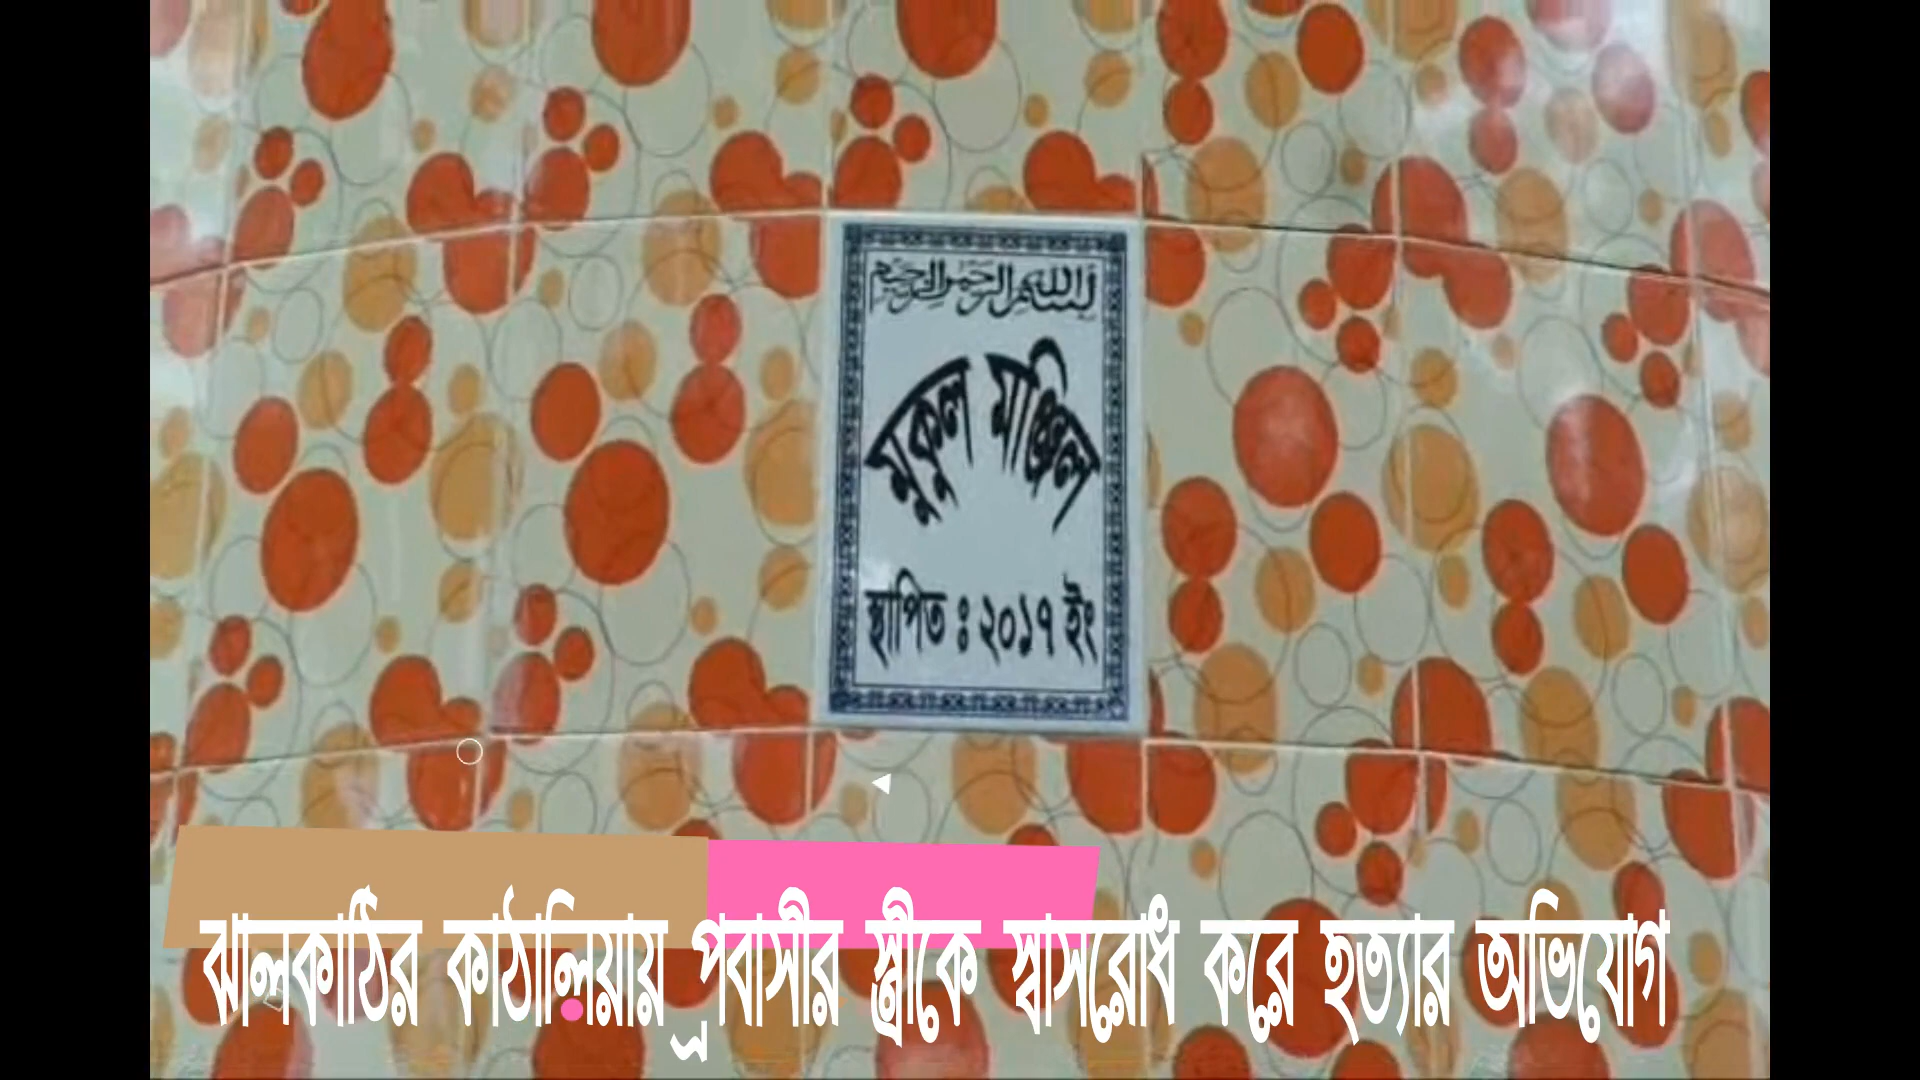 بسم الله الرحمن الرحيم
মুকুল মঞ্জিল
স্থাপিত ঃ ২০১৭ ইং
ঝালকাঠির কাঠালিয়ায় প্রবাসীর স্ত্রীকে স্বাসরোধ করে হত্যার অভিযোগ